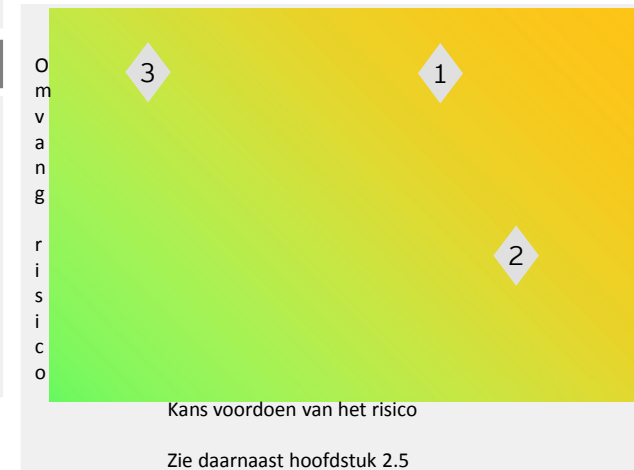 Omvang risico
3
1
2
Kans voordoen van het risico
Zie daarnaast hoofdstuk 2.5